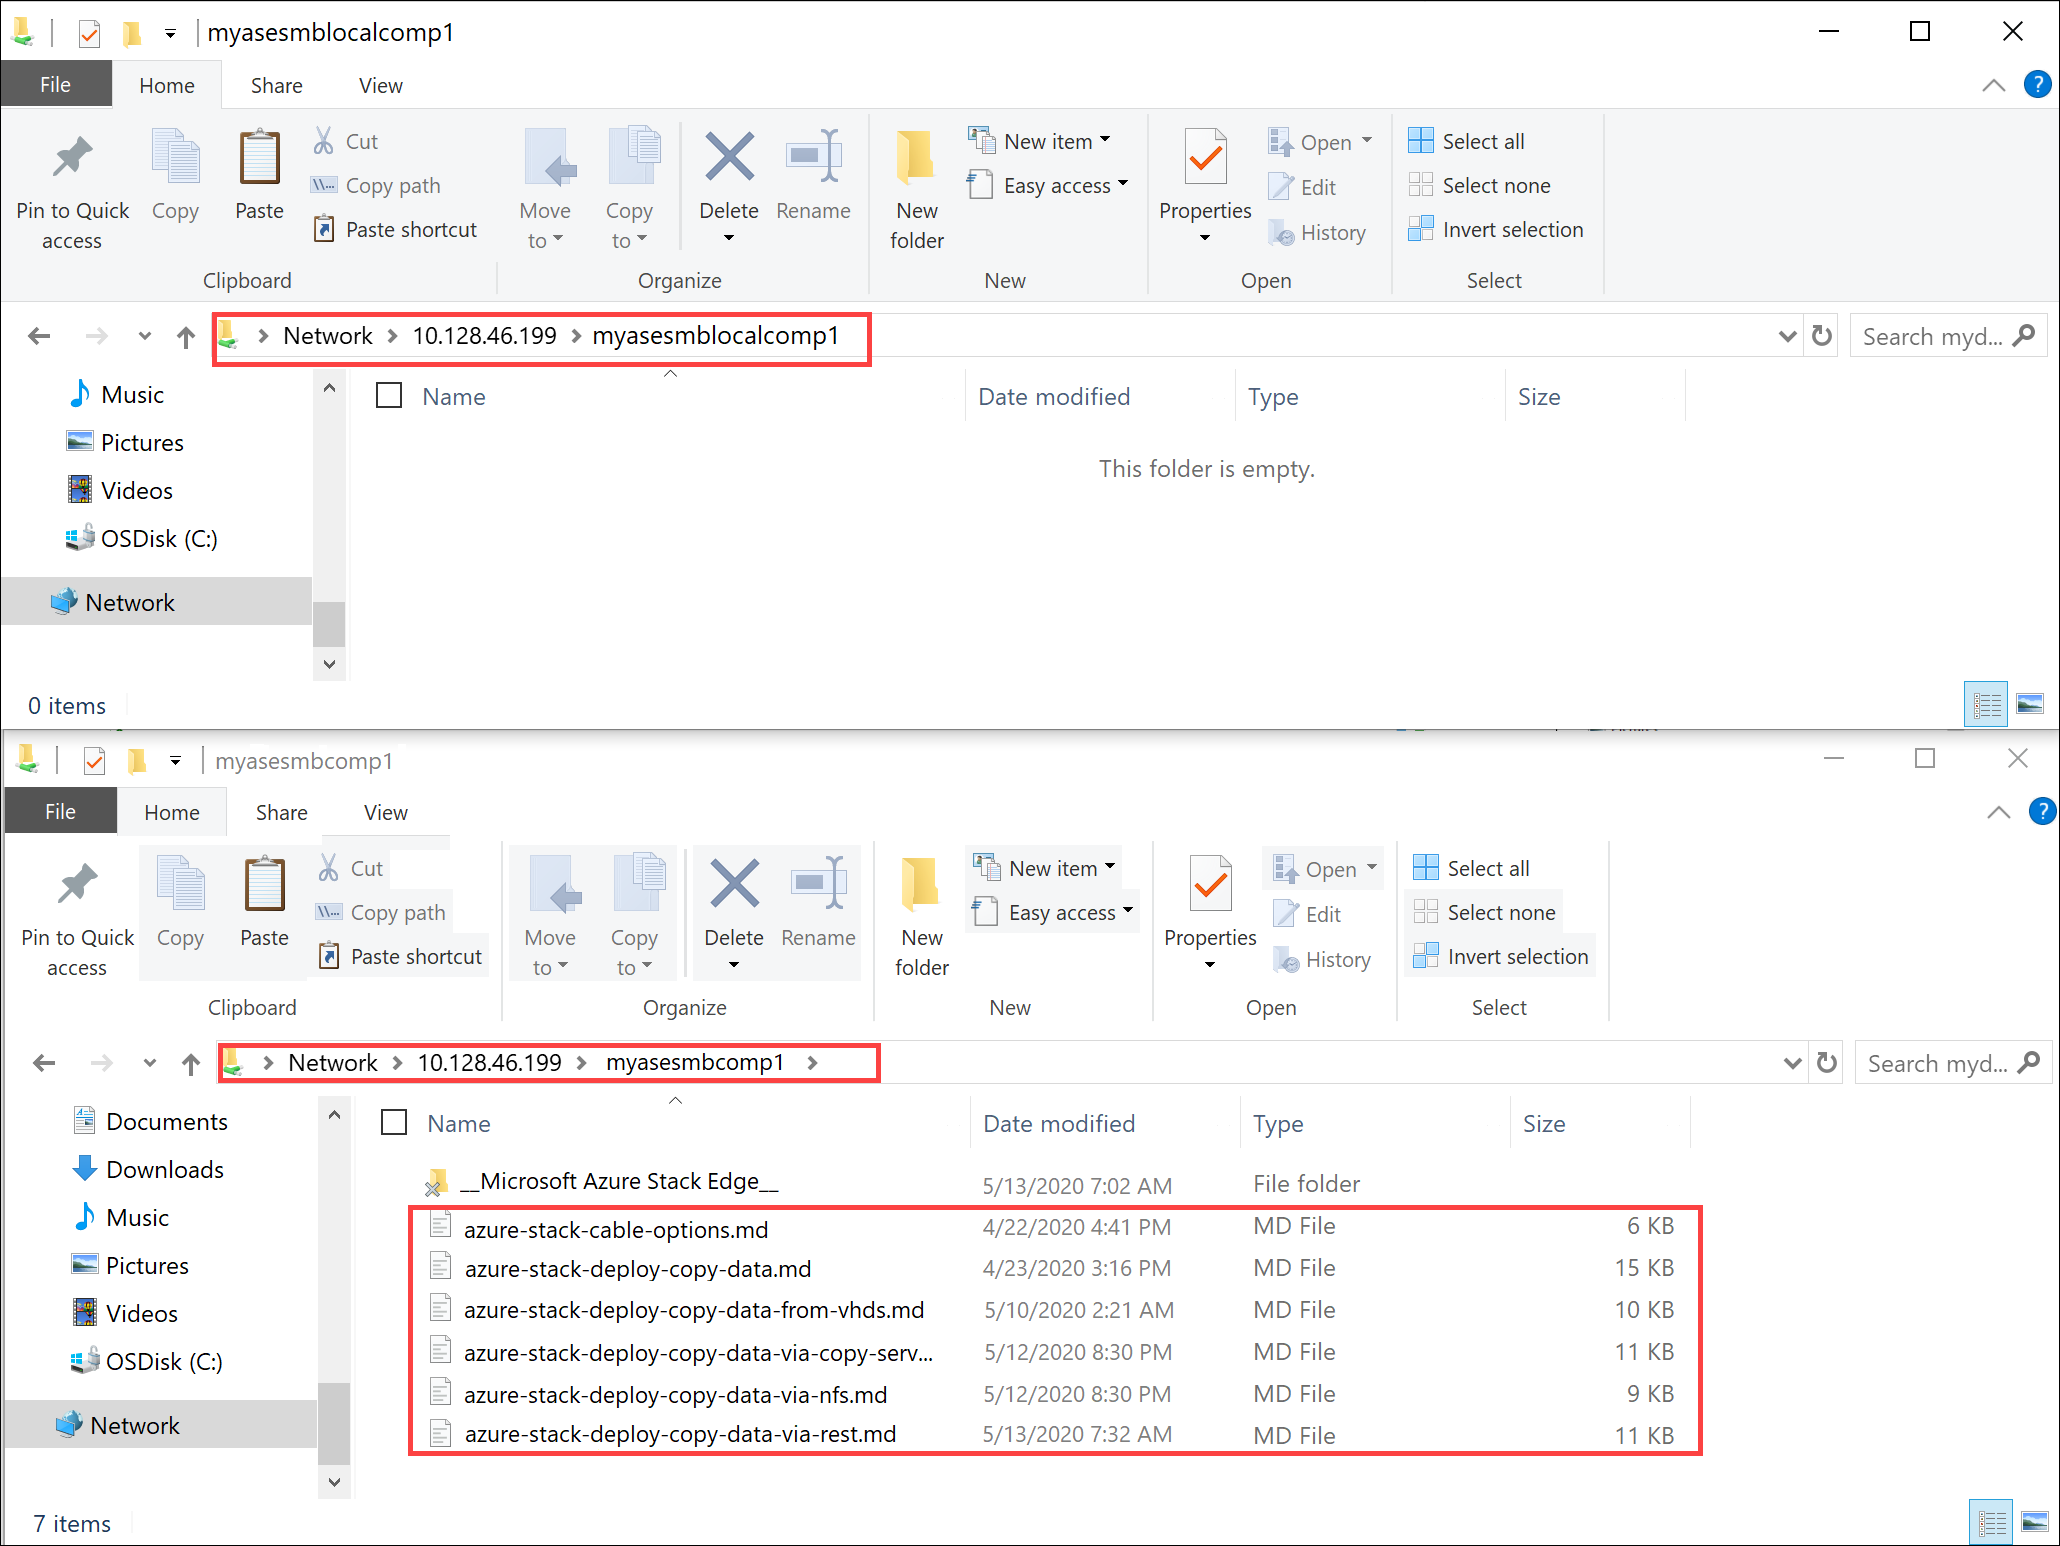 myasesmblocalcomp1
File Home Share View
Pin to Quick access
Copy
Paste
Cut
Copy path
Paste shortcut
Move to
Copy to
Delete
Rename
New folder
New item
Easy access
Properties
Open
Edit
History
Select all
Select none
Invert selection
Clipboard Organize New Open Select
Network 10.128.46.199 myasesmblocalcomp1
Search myd...
Name Date modified Type Size
This folder is empty.
Music
Pictures
Videos
OSDisk (C:)
Network
0 items
myasesmbcomp1
File Home Share View
Pin to Quick access
Copy
Paste
Cut
Copy path
Paste shortcut
Move to
Copy to
Delete
Rename
New folder
New item
Easy access
Properties
Open
Edit
History
Select all
Select none
Invert selection
Clipboard Organize New Open Select
Network 10.128.46.199 myasesmbcomp1
Search myd...
Documents
Downloads
Music
Pictures
Videos
OSDisk (C:)
Network
Name Date modified Type Size
__Microsoft Azure Stack Edge__ 5/13/2020 7:02 AM File folder
azure-stack-cable-options.md 4/22/2020 4:41 PM MD File 6 KB
azure-stack-deploy-copy-data.md 4/23/2020 3:16 PM MD File 15 KB
azure-stack-deploy-copy-data-from-vhds.md 5/10/2020 2:21 AM MD File 10 KB
azure-stack-deploy-copy-data-via-copy-serv... 5/12/2020 8:30 PM MD File 11 KB
azure-stack-deploy-copy-data-via-nfs.md 5/12/2020 8:30 PM MD File 9 KB
azure-stack-deploy-copy-data-via-rest.md 5/13/2020 7:32 AM MD File 11 KB
7 items